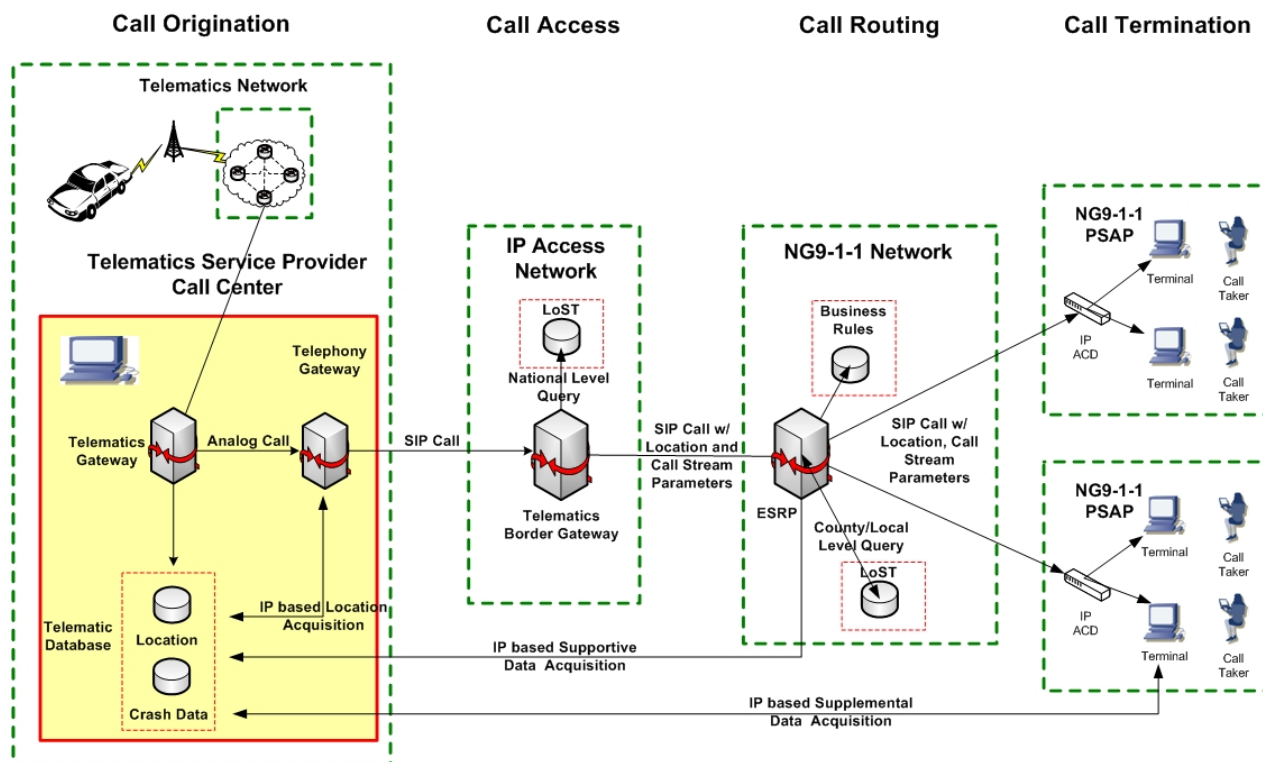 Call Origination
Call Access
Call Routing
Call Termination
Telematics Network
Telematics Service Provider
Call Center
Telephony
Gateway
Telematics
Gateway
Analog Call
SIP Call
Telematic
Database
Location
Crash Data
IP based Location
Acquisition
IP Access
Network
LoST
National Level
Query
Telematics
Border Gateway
SIP Call w/
Location and
Call Stream
Parameters
NG9-1-1 Network
Business
Rules
ESRP
SIP Call w/
Location, Call
Stream
Parameters
County/Local
Level Query
LoST
IP based Supportive
Data Acquisition
IP based Supplemental
Data Acquisition
NG9-1-1
PSAP
Terminal
Call
Taker
IP
ACD
Terminal
Call
Taker
NG9-1-1
PSAP
Terminal
Call
Taker
IP
ACD
Terminal
Call
Taker